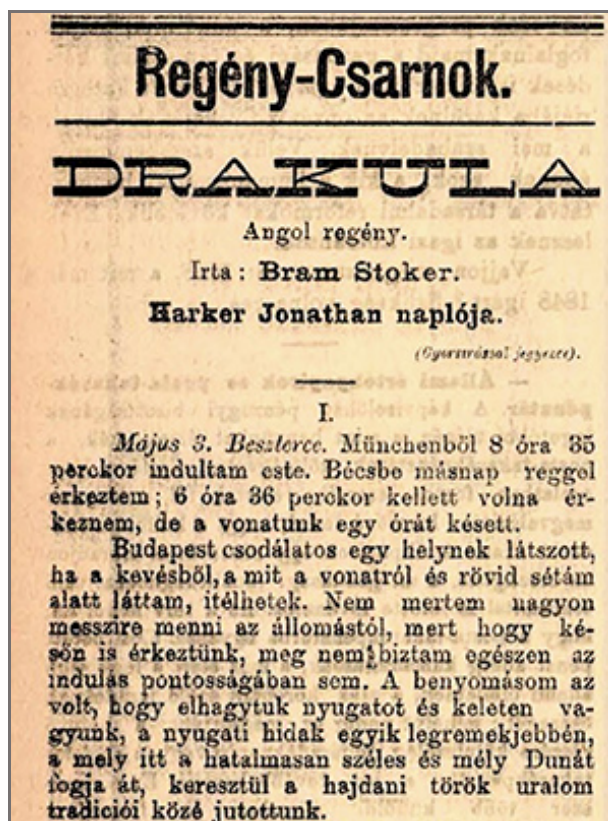 Regény-Csarnok.
DRAKULA
Angol regény.
Irta: Bram Stoker.
Harker Jonathan naplója.
(Gyorsirással jegyezte).
I.
Május 3. Beszterce. Münchenből 8 óra 35
perckor indultam este. Bécsbe másnap reggel
érkeztem; 6 óra 36 perckor kellett volna ér-
keznem, de a vonatunk egy órát késett.
Budapest csodálatos egy helynek látszott,
ha a kevésből, a mit a vonatról és rövid sétám
alatt láttam, itélhetek. Nem mertem nagyon
messzire menni az állomástól, mert hogy ké-
sőn is érkeztünk, meg nem biztam egészen az
indulás pontosságában sem. A benyomásom az
volt, hogy elhagytuk nyugatot és keleten va-
gyunk, a nyugati hidak egyik legremekjebbén,
a mely itt a hatalmasan széles és mély Dunát
fogja át, keresztül a hajdani török uralom
tradiciói közé jutottunk.